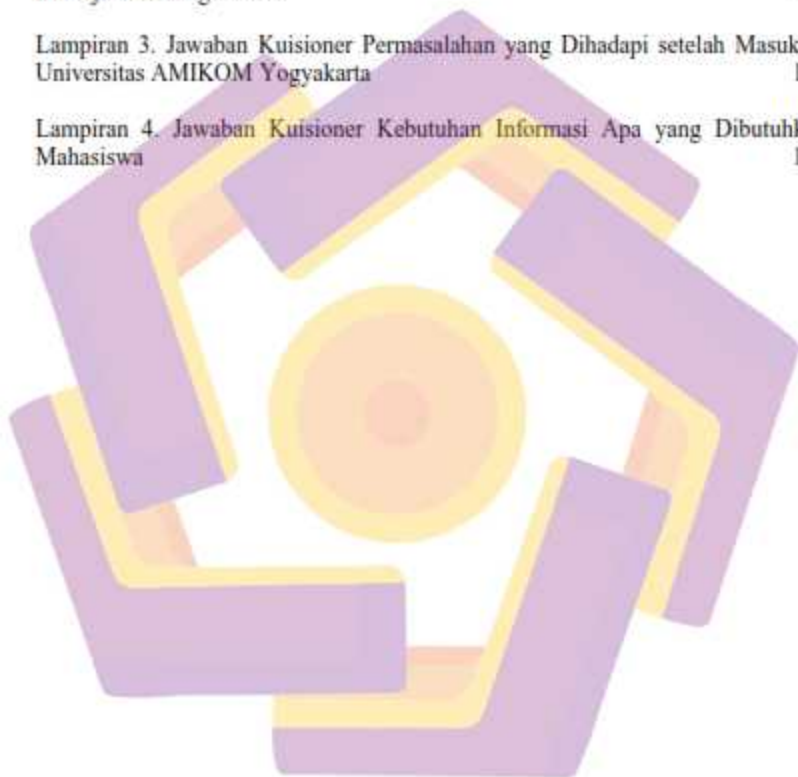 Lampiran 3. Jawaban Kuisioner Permasalahan yang Dihadapi setelah Masuk
Universitas AMIKOM Yogyakarta
Lampiran 4. Jawaban Kuisioner Kebutuhan Informasi Apa yang
Mahasiswa